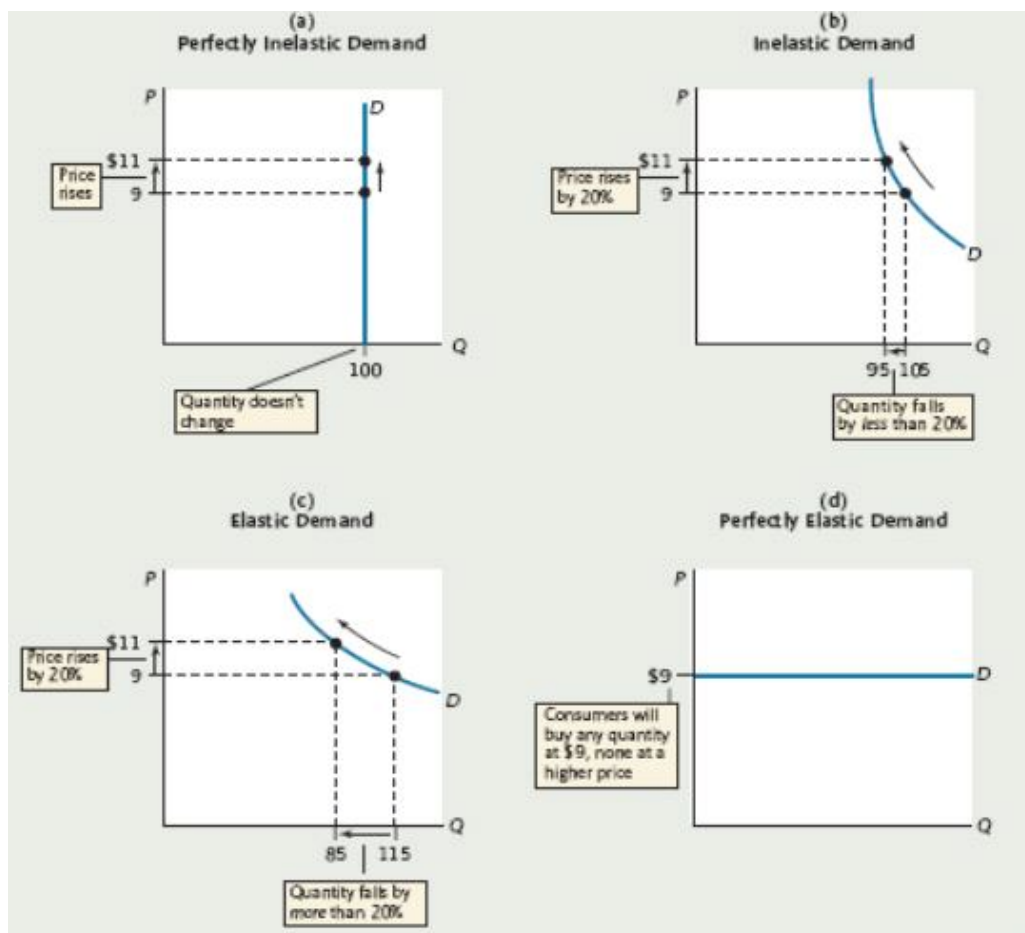 (a)
Perfectly Inelastic Demand
P
D
$11
Price
rises
9
Q
100
Quantity doesn't
change
(b)
Inelastic Demand
P
$11
Price rises
by 20%
9
D
Q
95 105
Quantity falls
by less than 20%
(c)
Elastic Demand
P
$11
Price rises
by 20%
9
D
Q
85 115
Quantity falls by
more than 20%
(d)
Perfectly Elastic Demand
P
$9
D
Consumers will
buy any quantity
at $9, none at a
higher price
Q